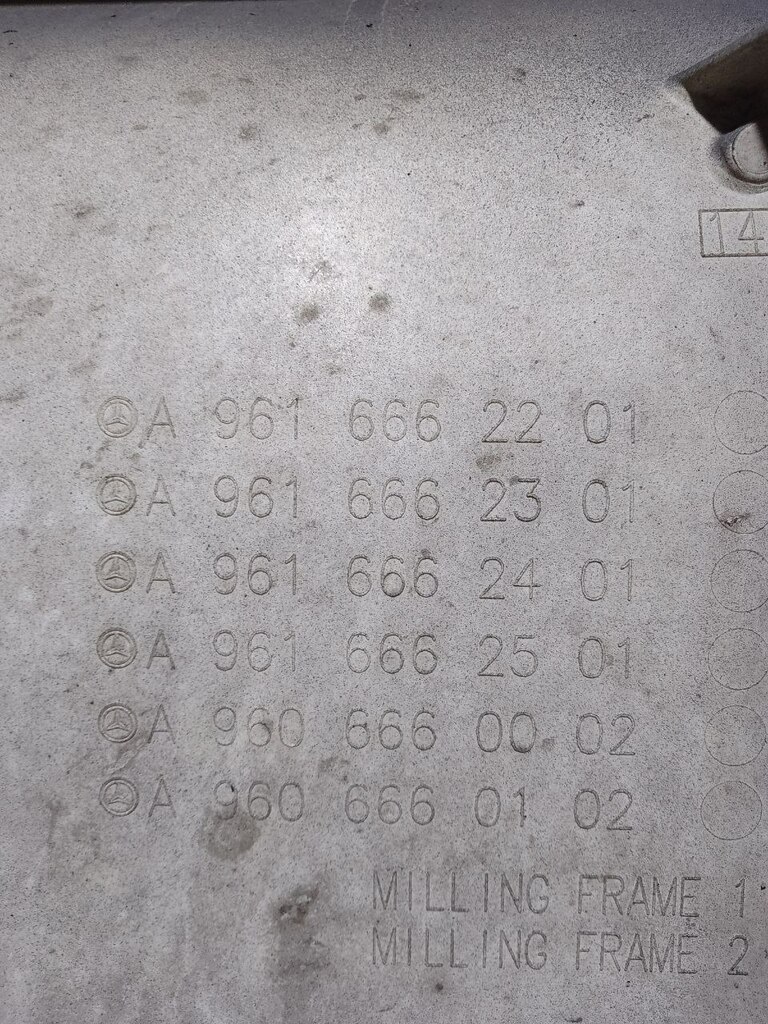 14
A 961 666 22 01
A 961 666 23 01
A 961 666 24 01
A 961 666 25 01
A 960 666 00 02
A 960 666 01 02
MILLING FRAME 1
MILLING FRAME 2